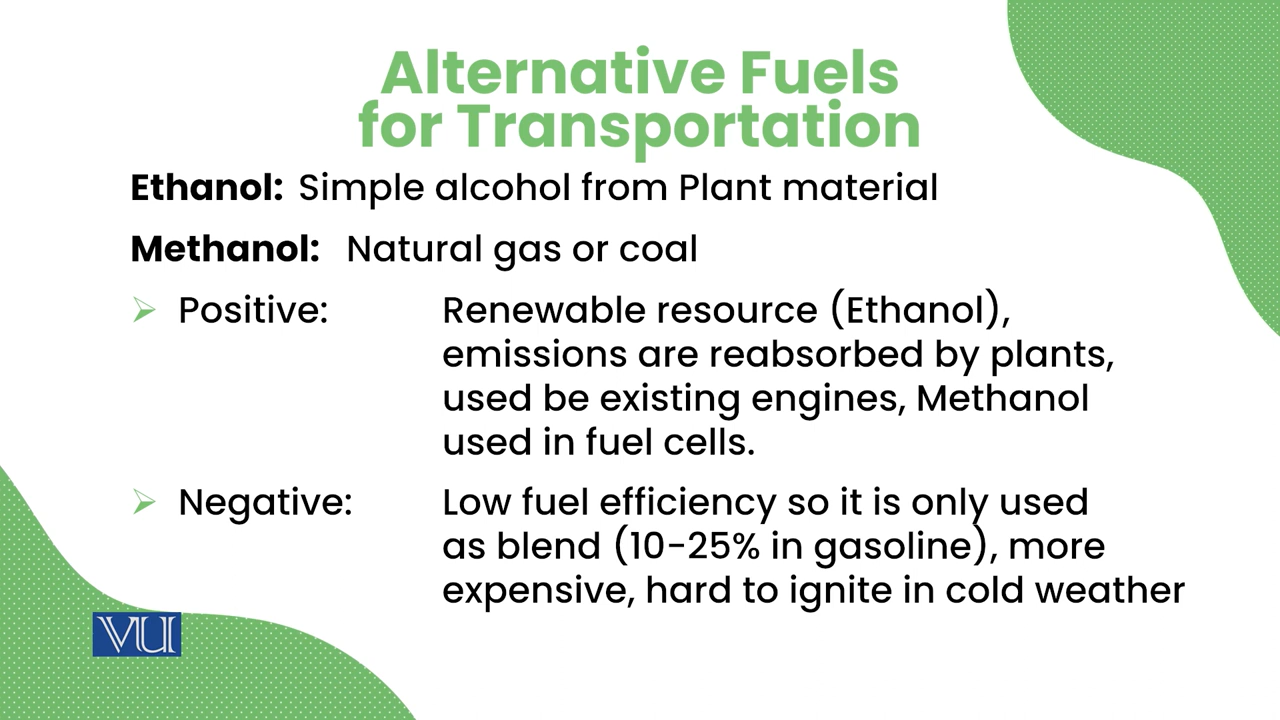 Alternative Fuels
for Transportation
Ethanol: Simple alcohol from Plant material
Methanol: Natural gas or coal
➢ Positive: Renewable resource (Ethanol),
emissions are reabsorbed by plants,
used be existing engines, Methanol
used in fuel cells.
➢ Negative: Low fuel efficiency so it is only used
as blend (10-25% in gasoline), more
expensive, hard to ignite in cold weather
VU